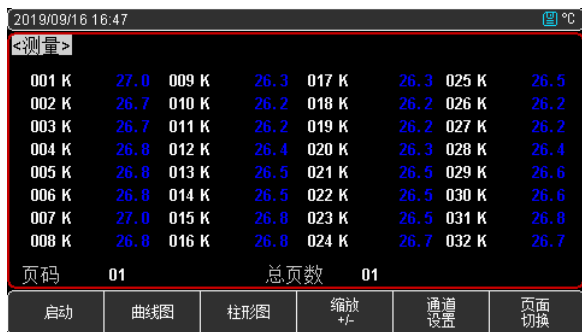 2019/09/16 16:47 °C
<测量>
001 K 27.0 009 K 26.3 017 K 26.3 025 K 26.5
002 K 26.7 010 K 26.2 018 K 26.2 026 K 26.2
003 K 26.7 011 K 26.2 019 K 26.2 027 K 26.2
004 K 26.8 012 K 26.4 020 K 26.3 028 K 26.4
005 K 26.8 013 K 26.5 021 K 26.5 029 K 26.6
006 K 26.8 014 K 26.5 022 K 26.5 030 K 26.6
007 K 27.0 015 K 26.8 023 K 26.5 031 K 26.8
008 K 26.8 016 K 26.8 024 K 26.7 032 K 26.7
页码 01 总页数 01
启动 曲线图 柱形图 缩放 +/- 通道设置 页面切换